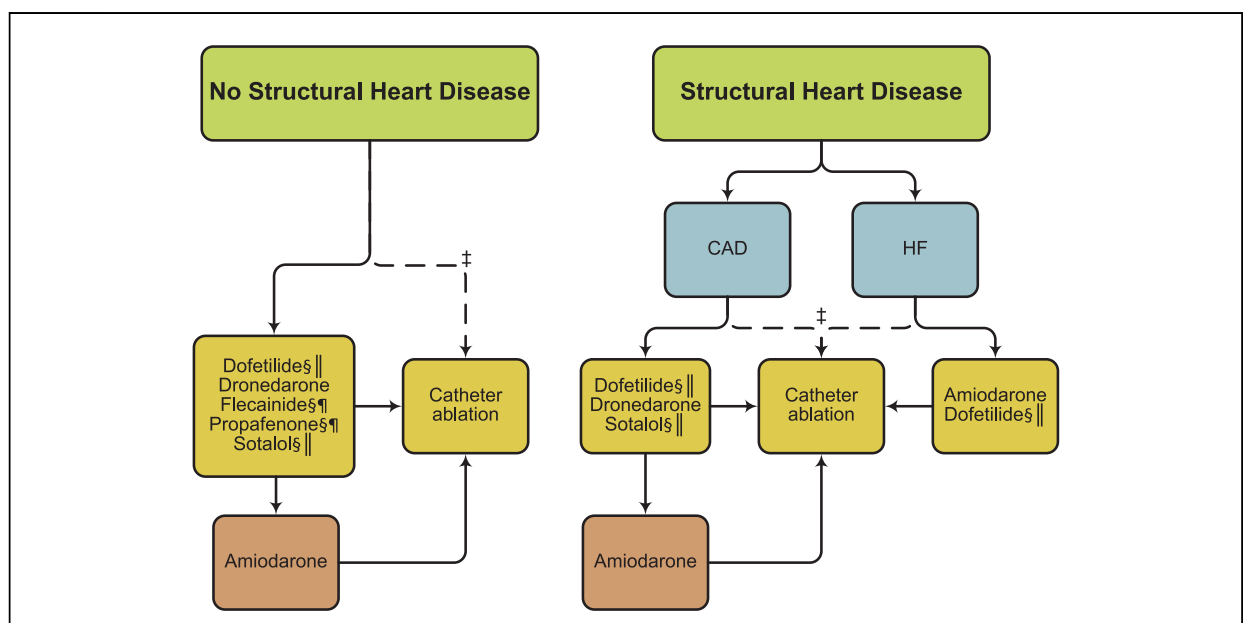 No Structural Heart Disease
Structural Heart Disease
CAD
HF
‡
‡
Dofetilide§║
Dronedarone
Flecainide§¶
Propafenone§¶
Sotalol§║
Catheter
ablation
Dofetilide§║
Dronedarone
Sotalol§║
Catheter
ablation
Amiodarone
Dofetilide§║
Amiodarone
Amiodarone